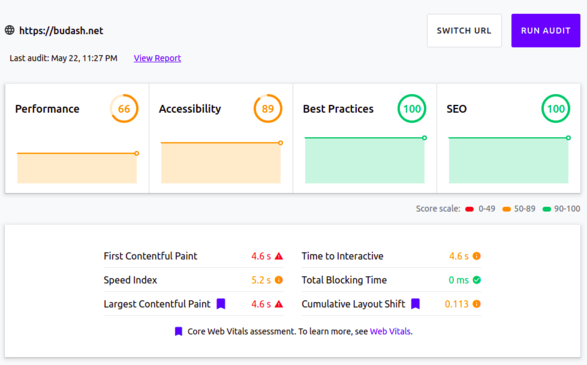 https://budash.net
SWITCH URL
RUN AUDIT
Last audit: May 22, 11:27 PM
View Report
Performance
66
Accessibility
89
Best Practices
100
SEO
100
Score scale: 0-49 50-89 90-100
First Contentful Paint 4.6 s
Time to Interactive 4.6 s
Speed Index 5.2 s
Total Blocking Time 0 ms
Largest Contentful Paint 4.6 s
Cumulative Layout Shift 0.113
Core Web Vitals assessment. To learn more, see Web Vitals.